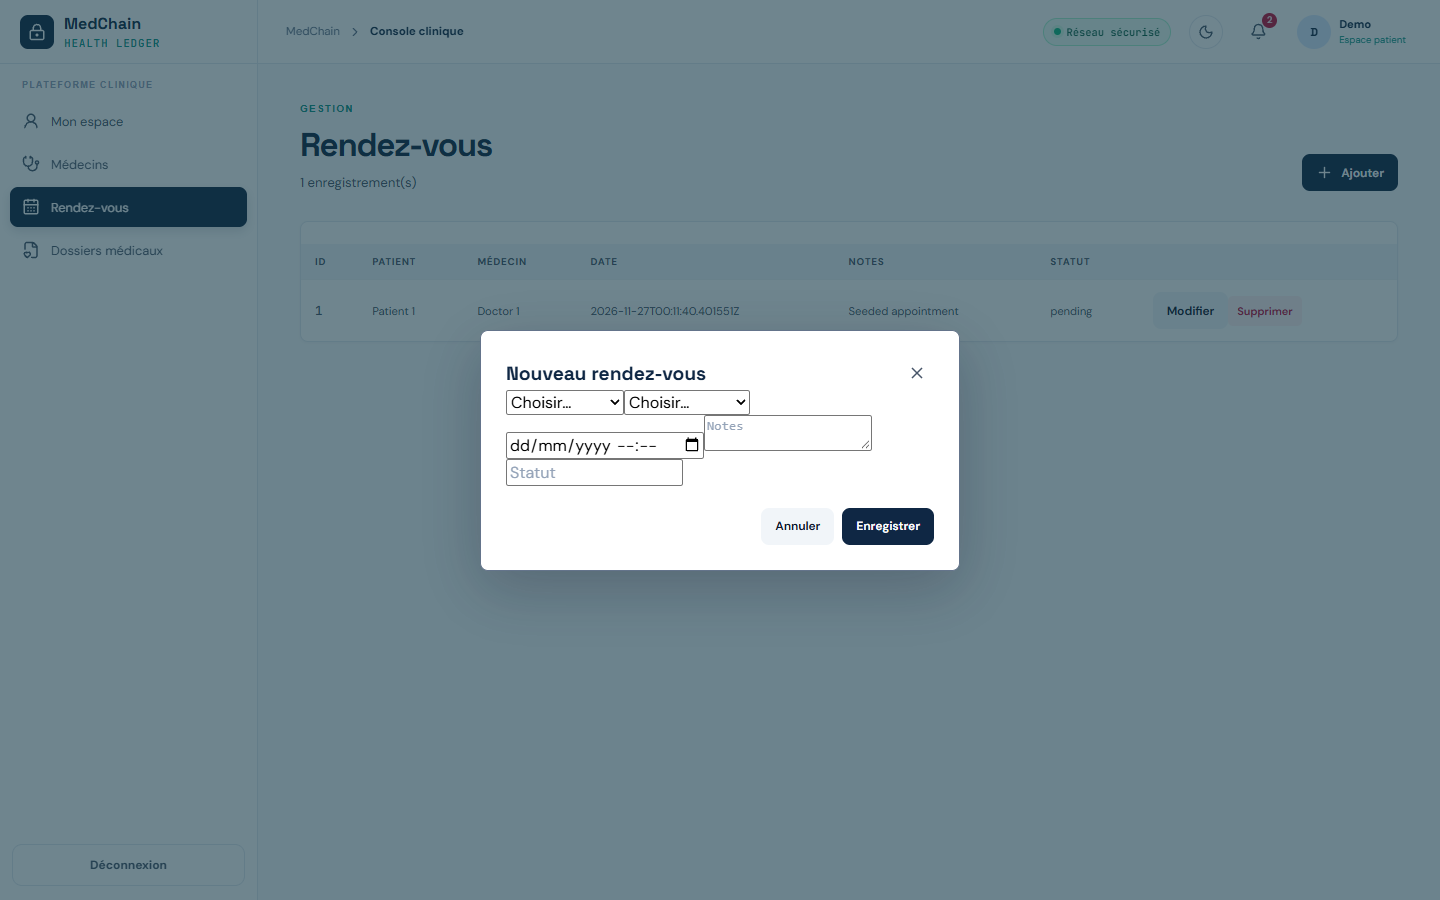 MedChain
HEALTH LEDGER
MedChain > Console clinique
Réseau sécurisé
2
D
Demo
Espace patient
PLATEFORME CLINIQUE
Mon espace
Médecins
Rendez-vous
Dossiers médicaux
Déconnexion
GESTION
Rendez-vous
1 enregistrement(s)
Ajouter
ID PATIENT MÉDECIN DATE NOTES STATUT
1 Patient 1 Doctor 1 2026-11-27T00:11:40.401551Z Seeded appointment pending Modifier Supprimer
Nouveau rendez-vous
Choisir... Choisir...
dd/mm/yyyy --:-- Notes
Statut
Annuler Enregistrer